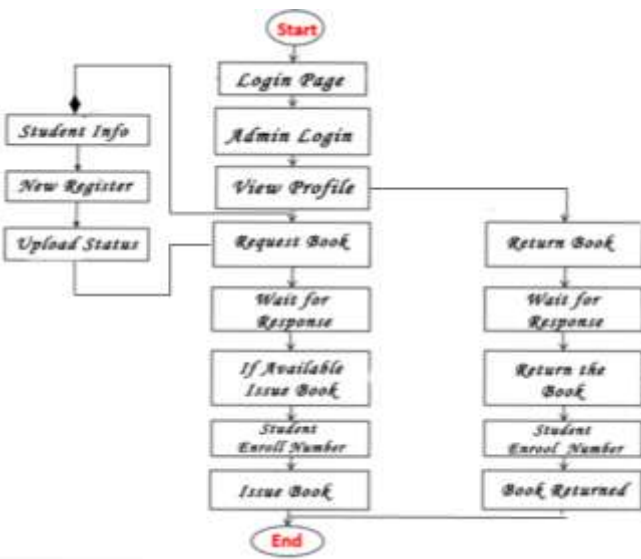 Start
Login Page
Admin Login
View Profile
Student Info
New Register
Upload Status
Request Book
Wait for
Response
If Available
Issue Book
Student
Enroll Number
Issue Book
Return Book
Wait for
Response
Return the
Book
Student
Enrool Number
Book Returned
End